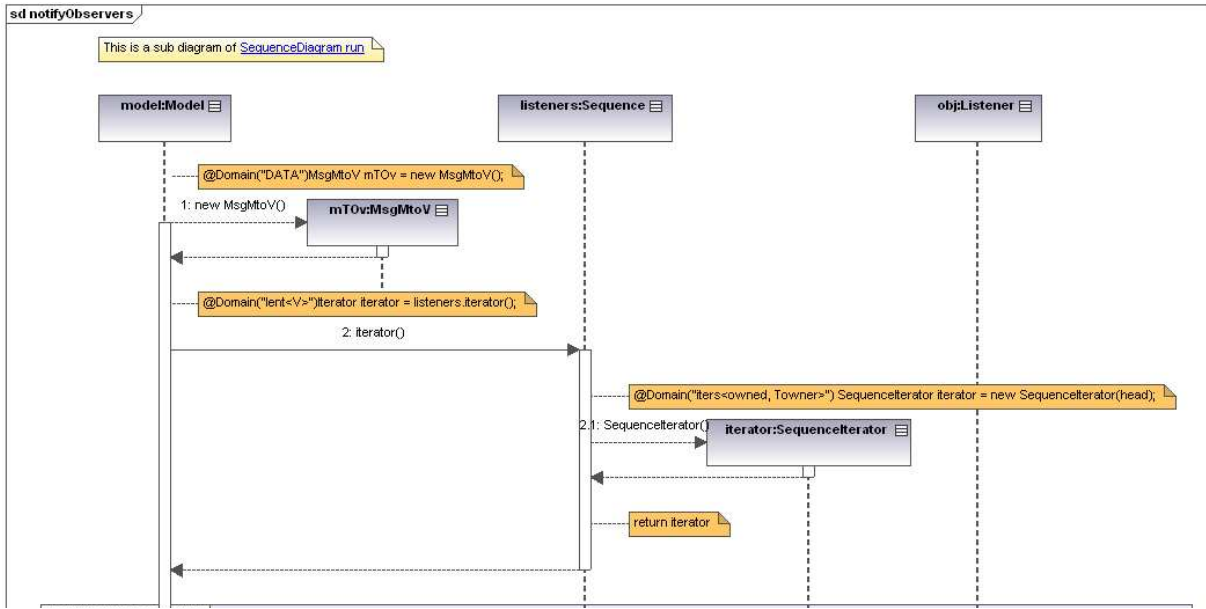 sd notifyObservers
This is a sub diagram of SequenceDiagram run
model:Model
listeners:Sequence
obj:Listener
@Domain("DATA")MsgMtoV mTOv = new MsgMtoV();
1: new MsgMtoV()
mTOv:MsgMtoV
@Domain("lent<V>")Iterator iterator = listeners.iterator();
2: iterator()
@Domain("iters<owned, Towner>") SequenceIterator iterator = new SequenceIterator(head);
2.1: SequenceIterator()
iterator:SequenceIterator
return iterator